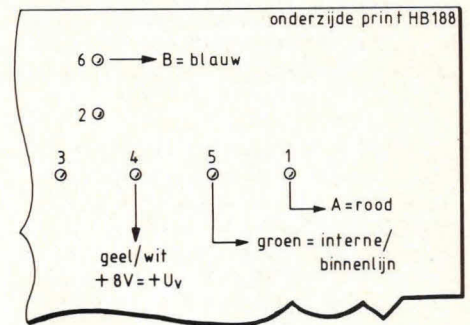 onderzijde print HB188
6 B = blauw
2
3 4 5 1
A = rood
groen = interne/
binnenlijn
geel/wit
+ 8V = + Uv